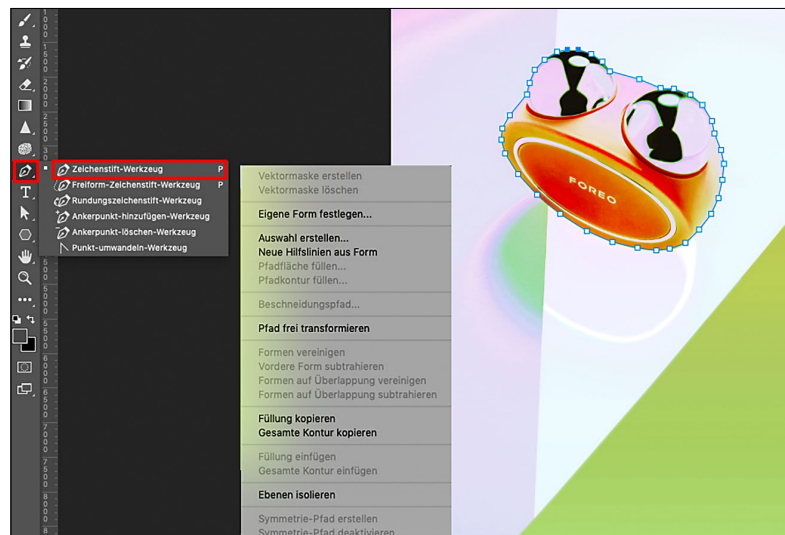 Zeichenstift-Werkzeug P
Freiform-Zeichenstift-Werkzeug P
Rundungszeichenstift-Werkzeug
Ankerpunkt-hinzufügen-Werkzeug
Ankerpunkt-löschen-Werkzeug
Punkt-umwandeln-Werkzeug
Vektormaske erstellen
Vektormaske löschen
Eigene Form festlegen...
Auswahl erstellen...
Neue Hilfslinien aus Form
Pfadfläche füllen...
Pfadkontur füllen...
Beschneidungspfad...
Pfad frei transformieren
Formen vereinigen
Vordere Form subtrahieren
Formen auf Überlappung vereinigen
Formen auf Überlappung subtrahieren
Füllung kopieren
Gesamte Kontur kopieren
Füllung einfügen
Gesamte Kontur einfügen
Ebenen isolieren
Symmetrie-Pfad erstellen
Symmetrie-Pfad deaktivieren
FOREO